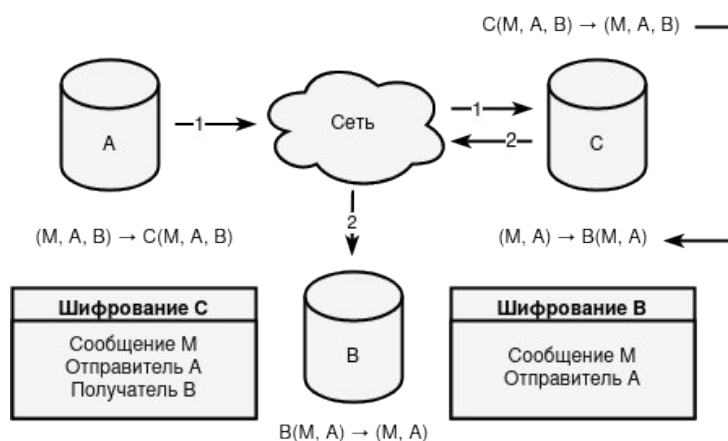 C(M, A, B) → (M, A, B)
A
1
Сеть
1
2
C
(M, A, B) → C(M, A, B)
2
(M, A) → B(M, A)
Шифрование C
Сообщение M
Отправитель A
Получатель B
B
Шифрование B
Сообщение M
Отправитель A
B(M, A) → (M, A)